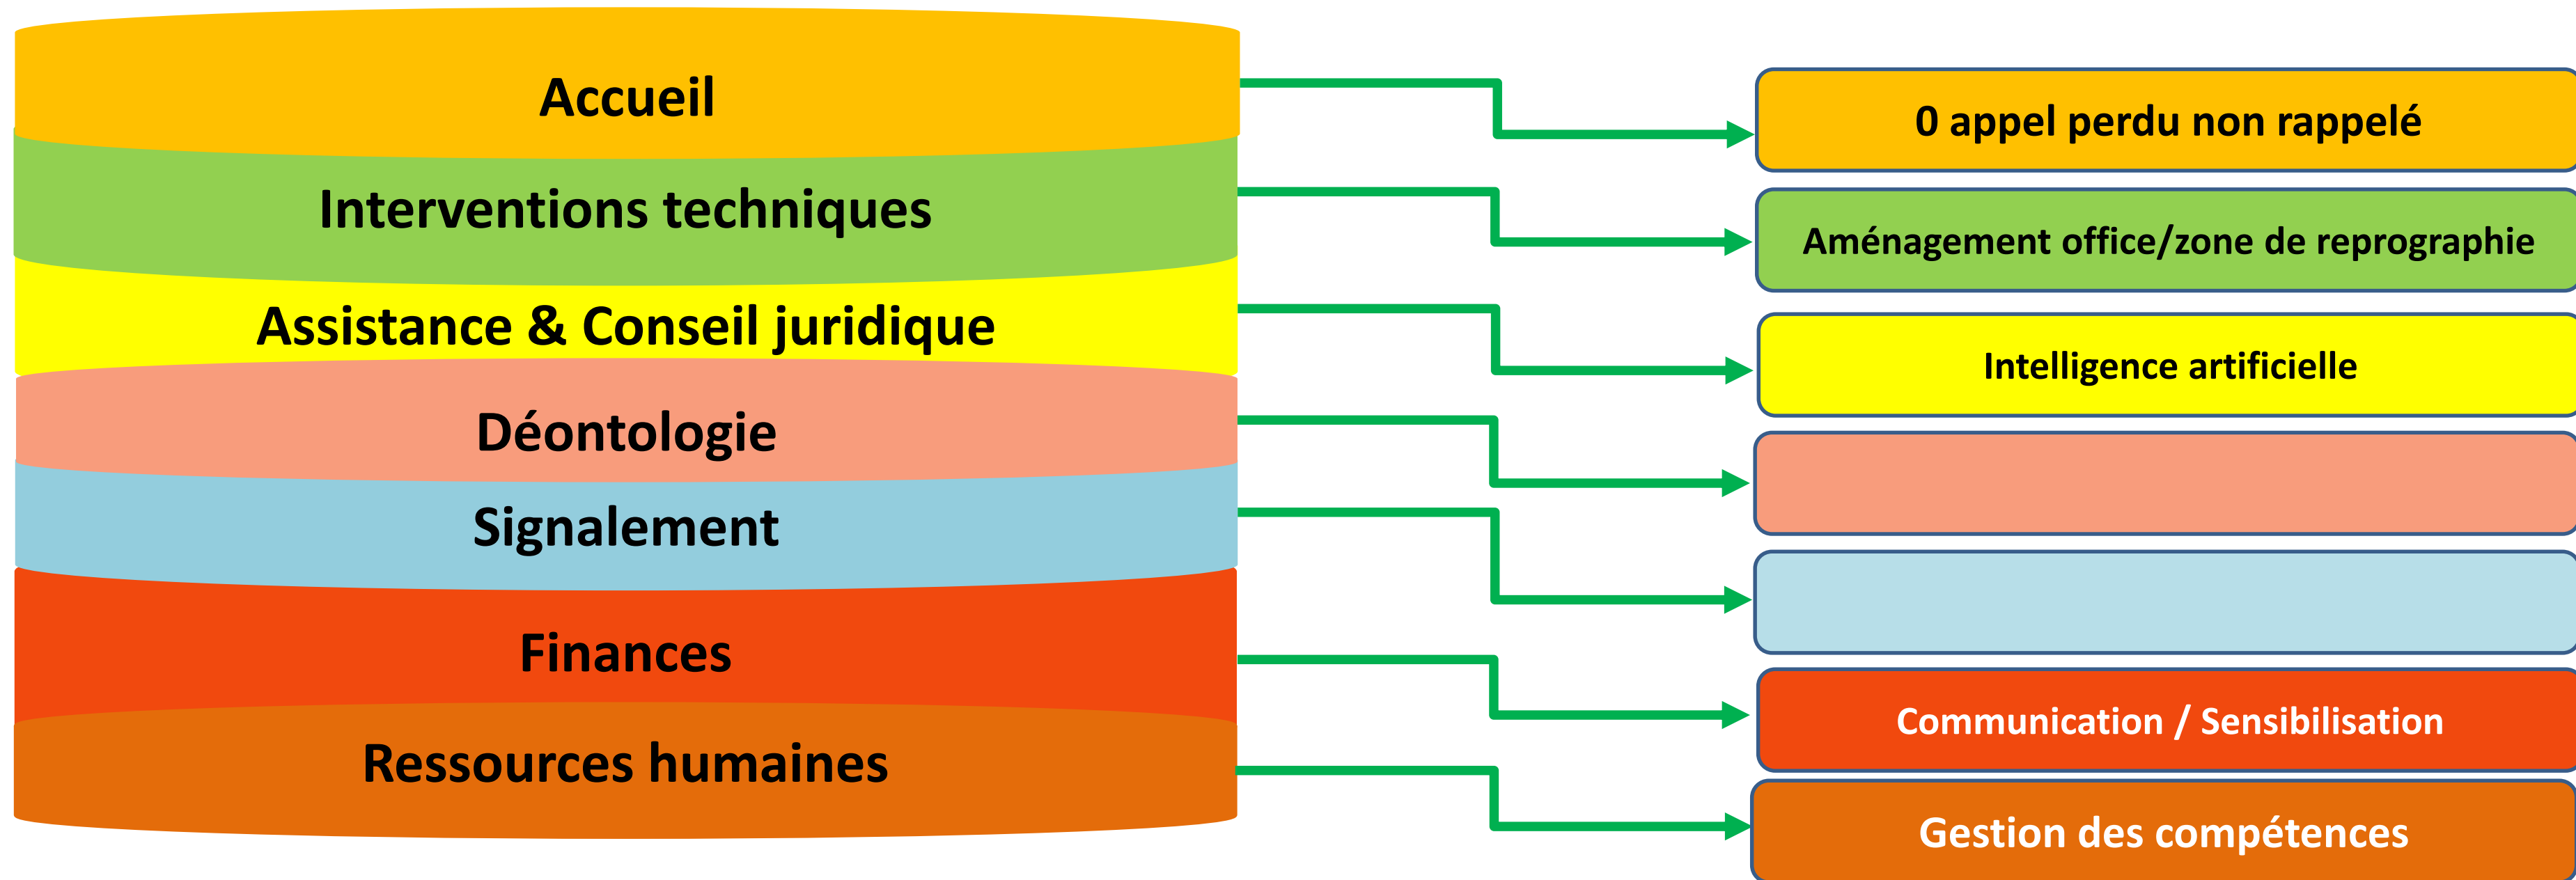 Accueil
0 appel perdu non rappelé
Interventions techniques
Aménagement office/zone de reprographie
Assistance & Conseil juridique
Intelligence artificielle
Déontologie
Signalement
Finances
Communication / Sensibilisation
Ressources humaines
Gestion des compétences